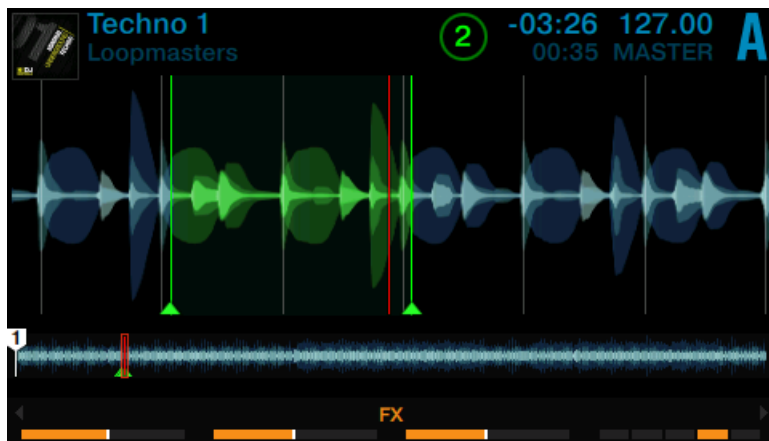 Techno 1
Loopmasters
2
-03:26 127.00
00:35 MASTER
A
1
FX